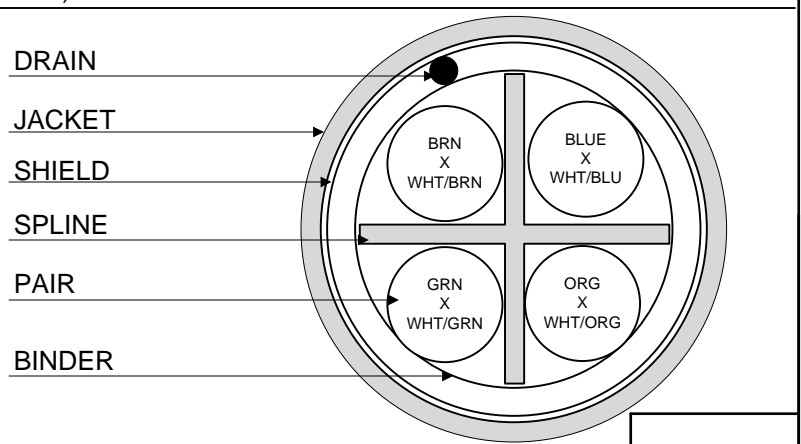 DRAIN
JACKET
SHIELD
SPLINE
PAIR
BINDER
BRN
X
WHT/BRN
BLUE
X
WHT/BLU
GRN
X
WHT/GRN
ORG
X
WHT/ORG